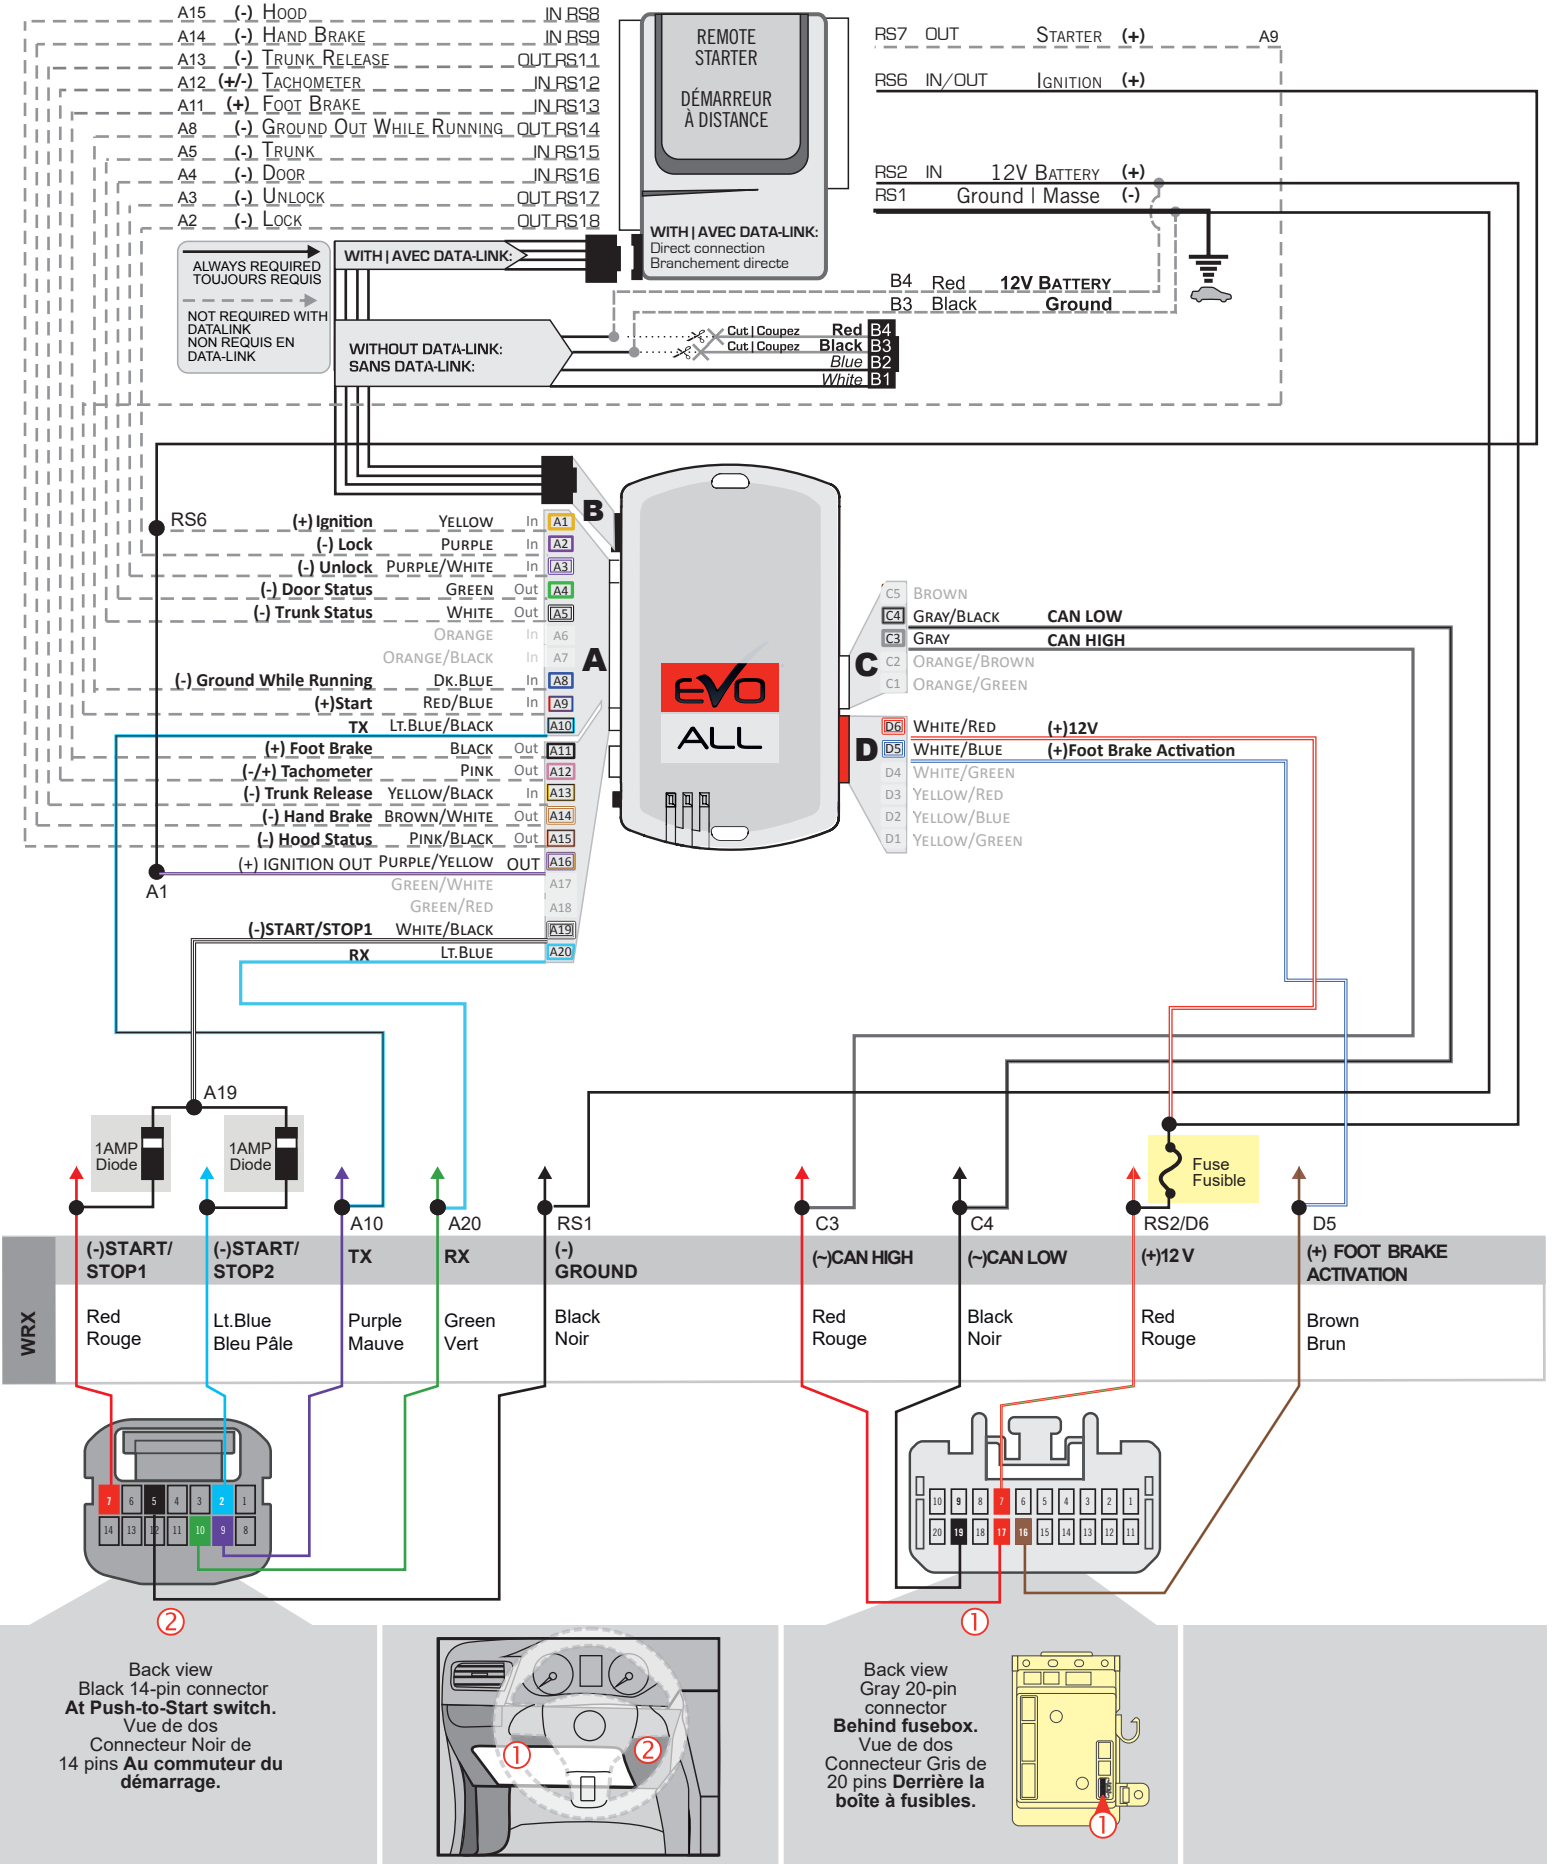 A15 (-) HOOD IN RS8
A14 (-) HAND BRAKE IN RS9
A13 (-) TRUNK RELEASE OUT RS11
A12 (+/-) TACHOMETER IN RS12
A11 (+) FOOT BRAKE IN RS13
A8 (-) GROUND OUT WHILE RUNNING OUT RS14
A5 (-) TRUNK IN RS15
A4 (-) DOOR IN RS16
A3 (-) UNLOCK OUT RS17
A2 (-) LOCK OUT RS18
REMOTE
STARTER
DÉMARREUR
À DISTANCE
WITH | AVEC DATA-LINK:
Direct connection
Branchement directe
RS7 OUT STARTER (+) A9
RS6 IN/OUT IGNITION (+)
RS2 IN 12V BATTERY (+)
RS1 Ground | Masse (-)
ALWAYS REQUIRED
TOUJOURS REQUIS
NOT REQUIRED WITH
DATALINK
NON REQUIS EN
DATA-LINK
WITH | AVEC DATA-LINK:
WITHOUT DATA-LINK:
SANS DATA-LINK:
B4 Red 12V BATTERY
B3 Black Ground
Cut | Coupez Red B4
Cut | Coupez Black B3
Blue B2
White B1
RS6
A1
B
A
(+) Ignition YELLOW In A1
(-) Lock PURPLE In A2
(-) Unlock PURPLE/WHITE In A3
(-) Door Status GREEN Out A4
(-) Trunk Status WHITE Out A5
ORANGE In A6
ORANGE/BLACK In A7
(-) Ground While Running DK.BLUE In A8
(+)Start RED/BLUE In A9
TX LT.BLUE/BLACK A10
(+) Foot Brake BLACK Out A11
(-/+) Tachometer PINK Out A12
(-) Trunk Release YELLOW/BLACK In A13
(-) Hand Brake BROWN/WHITE Out A14
(-) Hood Status PINK/BLACK Out A15
(+) IGNITION OUT PURPLE/YELLOW OUT A16
GREEN/WHITE A17
GREEN/RED A18
(-)START/STOP1 WHITE/BLACK A19
RX LT.BLUE A20
EVO
ALL
C
C5 BROWN
C4 GRAY/BLACK CAN LOW
C3 GRAY CAN HIGH
C2 ORANGE/BROWN
C1 ORANGE/GREEN
D
D6 WHITE/RED (+)12V
D5 WHITE/BLUE (+)Foot Brake Activation
D4 WHITE/GREEN
D3 YELLOW/RED
D2 YELLOW/BLUE
D1 YELLOW/GREEN
A19
1AMP
Diode
1AMP
Diode
Fuse
Fusible
A10 A20 RS1 C3 C4 RS2/D6 D5
WRX
(-)START/
STOP1
(-)START/
STOP2
TX
RX
(-)
GROUND
(~)CAN HIGH
(~)CAN LOW
(+)12 V
(+) FOOT BRAKE
ACTIVATION
Red
Rouge
Lt.Blue
Bleu Pâle
Purple
Mauve
Green
Vert
Black
Noir
Red
Rouge
Black
Noir
Red
Rouge
Brown
Brun
7 6 5 4 3 2 1
14 13 12 11 10 9 8
10 9 8 7 6 5 4 3 2 1
20 19 18 17 16 15 14 13 12 11
2
Back view
Black 14-pin connector
At Push-to-Start switch.
Vue de dos
Connecteur Noir de
14 pins Au commuteur du
démarrage.
1
2
1
Back view
Gray 20-pin
connector
Behind fusebox.
Vue de dos
Connecteur Gris de
20 pins Derrière la
boîte à fusibles.
1